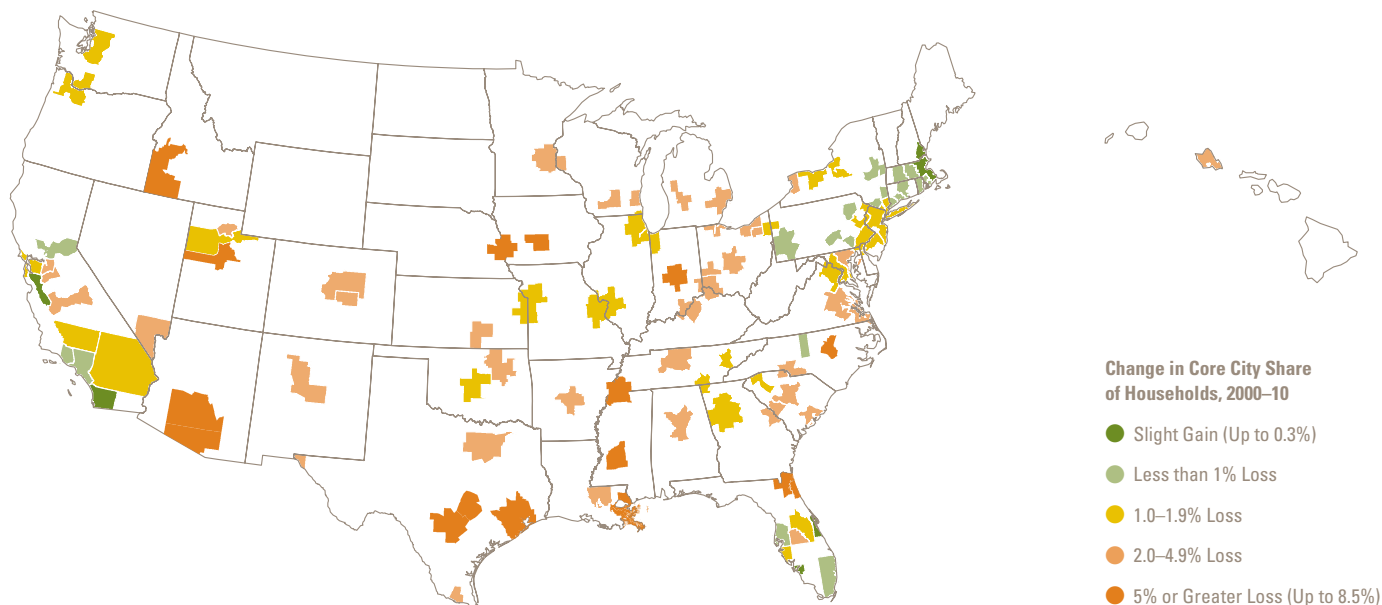 Change in Core City Share
of Households, 2000–10
Slight Gain (Up to 0.3%)
Less than 1% Loss
1.0–1.9% Loss
2.0–4.9% Loss
5% or Greater Loss (Up to 8.5%)